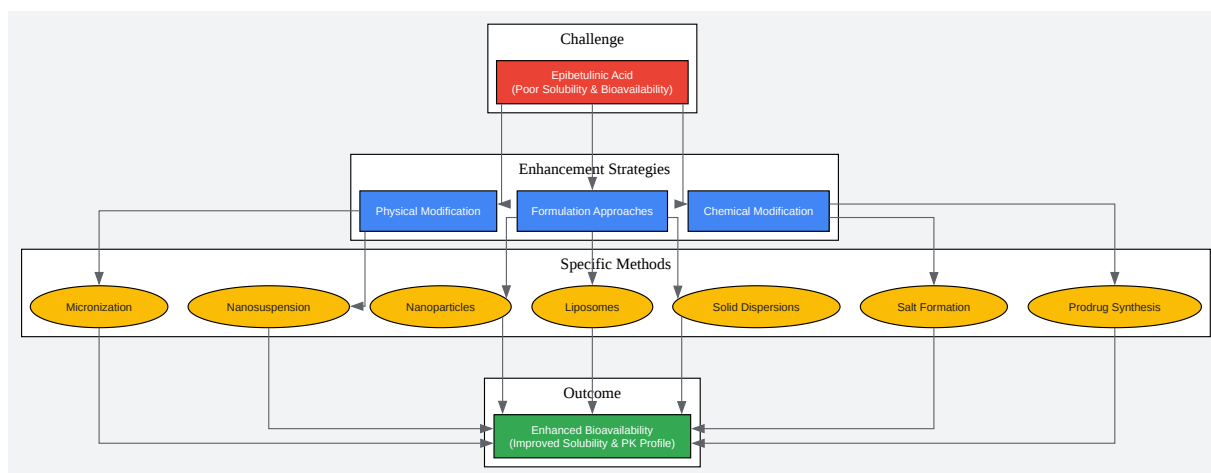 Challenge
Epibetulinic Acid
(Poor Solubility & Bioavailability)
Enhancement Strategies
Physical Modification
Formulation Approaches
Chemical Modification
Specific Methods
Micronization
Nanosuspension
Nanoparticles
Liposomes
Solid Dispersions
Salt Formation
Prodrug Synthesis
Outcome
Enhanced Bioavailability
(Improved Solubility & PK Profile)